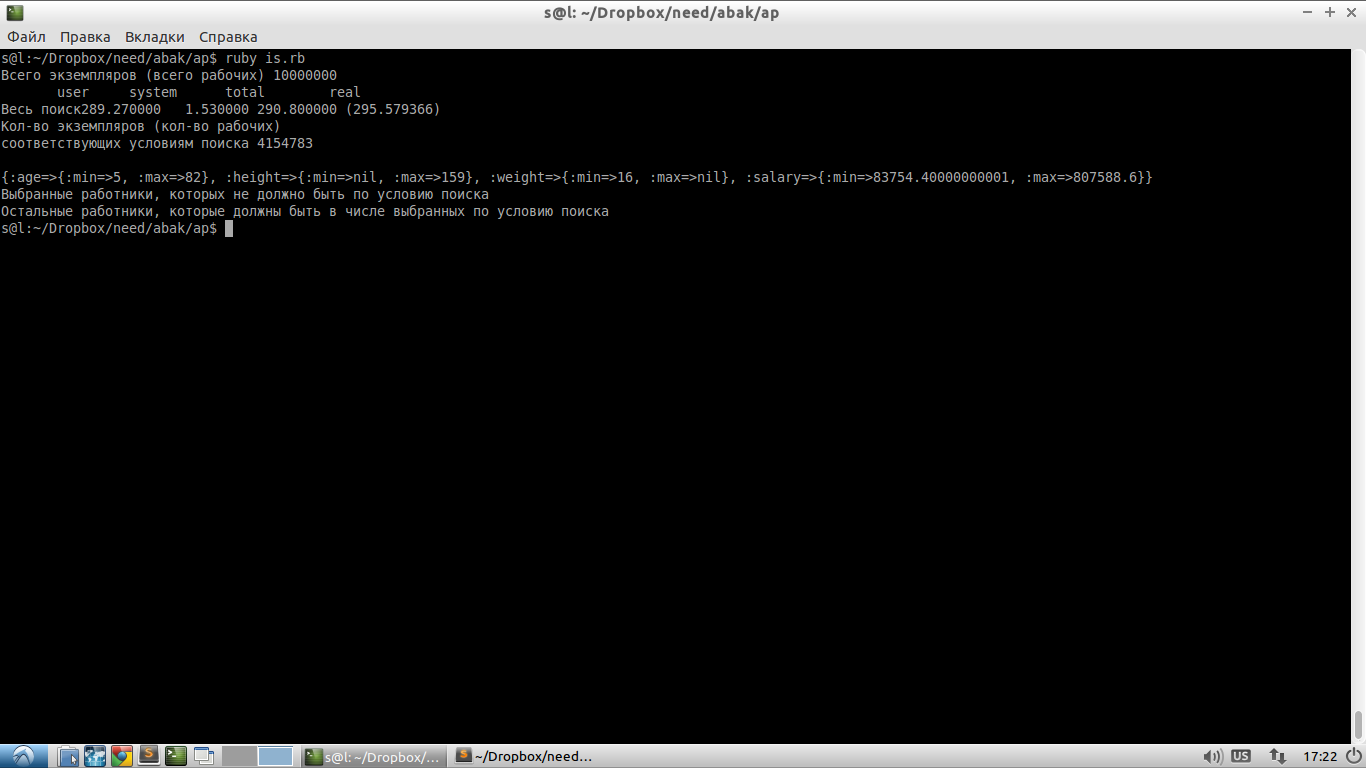 s@l: ~/Dropbox/need/abak/ap
Файл Правка Вкладки Справка
s@l:~/Dropbox/need/abak/ap$ ruby is.rb
Всего экземпляров (всего рабочих) 10000000
       user     system      total        real
Весь поиск289.270000   1.530000 290.800000 (295.579366)
Кол-во экземпляров (кол-во рабочих)
соответствующих условиям поиска 4154783
{:age=>{:min=>5, :max=>82}, :height=>{:min=>nil, :max=>159}, :weight=>{:min=>16, :max=>nil}, :salary=>{:min=>83754.40000000001, :max=>807588.6}}
Выбранные работники, которых не должно быть по условию поиска
Остальные работники, которые должны быть в числе выбранных по условию поиска
s@l:~/Dropbox/need/abak/ap$
s@l: ~/Dropbox/... ~/Dropbox/need... US 17:22